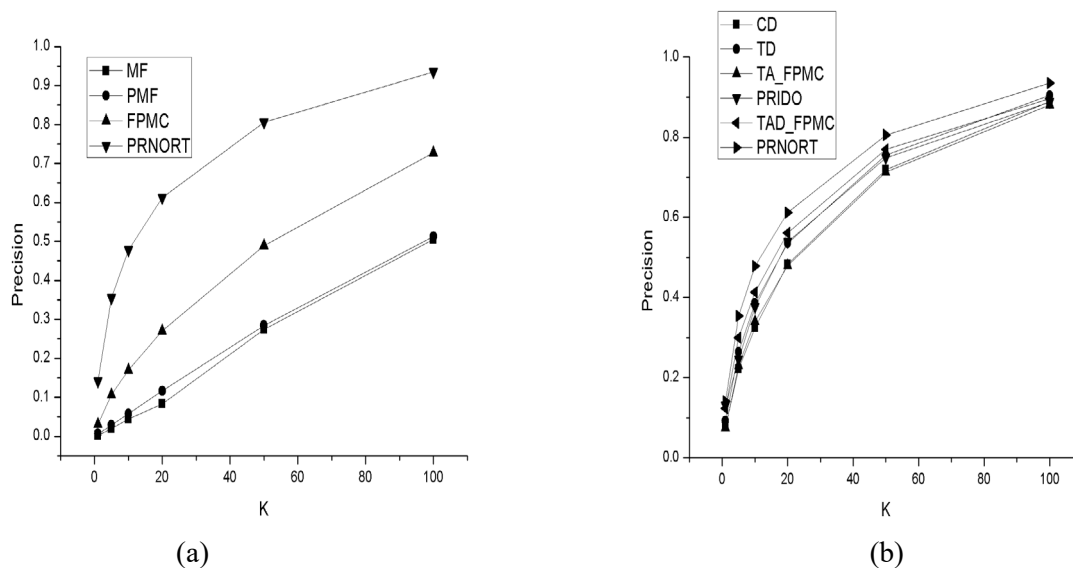 MF
PMF
FPMC
PRNORT
1.0
0.9
0.8
0.7
0.6
0.5
0.4
0.3
0.2
0.1
0.0
Precision
0
20
40
60
80
100
K
(a)
CD
TD
TA_FPMC
PRIDO
TAD_FPMC
PRNORT
1.0
0.8
0.6
0.4
0.2
0.0
Precision
0
20
40
60
80
100
K
(b)